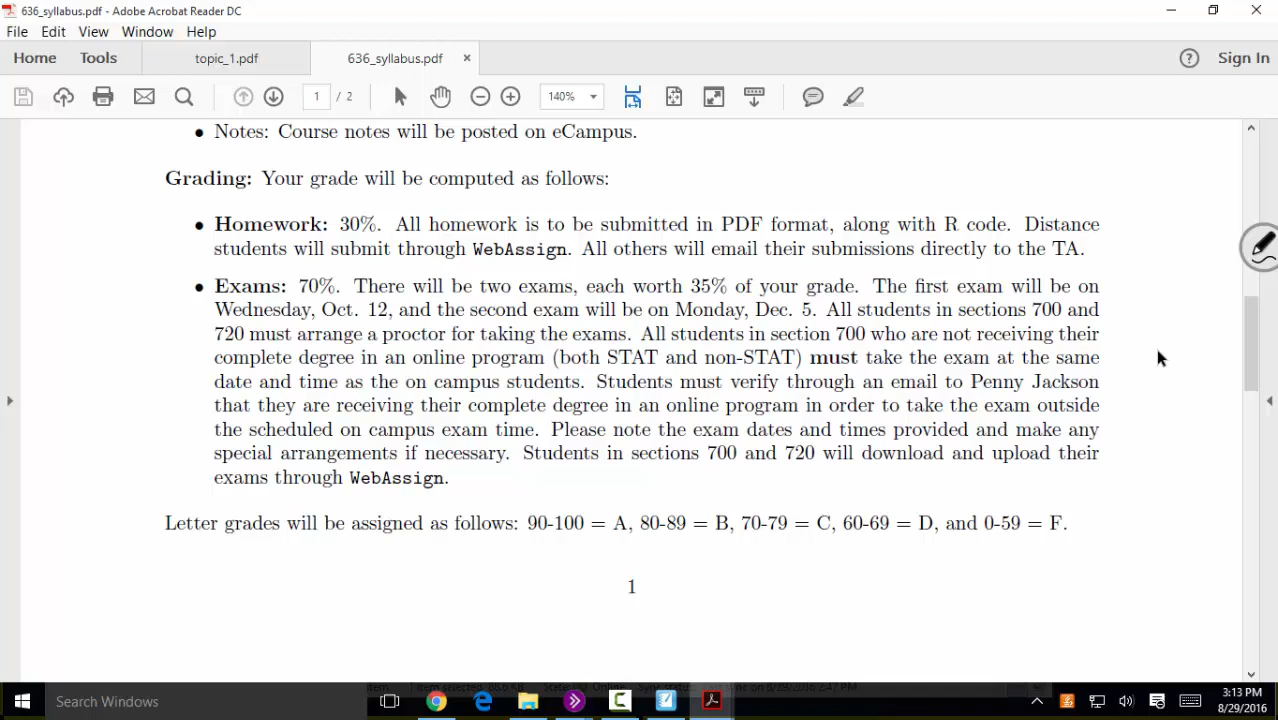 636_syllabus.pdf - Adobe Acrobat Reader DC
File Edit View Window Help
Home Tools topic_1.pdf 636_syllabus.pdf × ? Sign In
1 / 2 140%
• Notes: Course notes will be posted on eCampus.
Grading: Your grade will be computed as follows:
• Homework: 30%. All homework is to be submitted in PDF format, along with R code. Distance
students will submit through WebAssign. All others will email their submissions directly to the TA.
• Exams: 70%. There will be two exams, each worth 35% of your grade. The first exam will be on
Wednesday, Oct. 12, and the second exam will be on Monday, Dec. 5. All students in sections 700 and
720 must arrange a proctor for taking the exams. All students in section 700 who are not receiving their
complete degree in an online program (both STAT and non-STAT) must take the exam at the same
date and time as the on campus students. Students must verify through an email to Penny Jackson
that they are receiving their complete degree in an online program in order to take the exam outside
the scheduled on campus exam time. Please note the exam dates and times provided and make any
special arrangements if necessary. Students in sections 700 and 720 will download and upload their
exams through WebAssign.
Letter grades will be assigned as follows: 90-100 = A, 80-89 = B, 70-79 = C, 60-69 = D, and 0-59 = F.
1
Search Windows
3:13 PM
8/29/2016